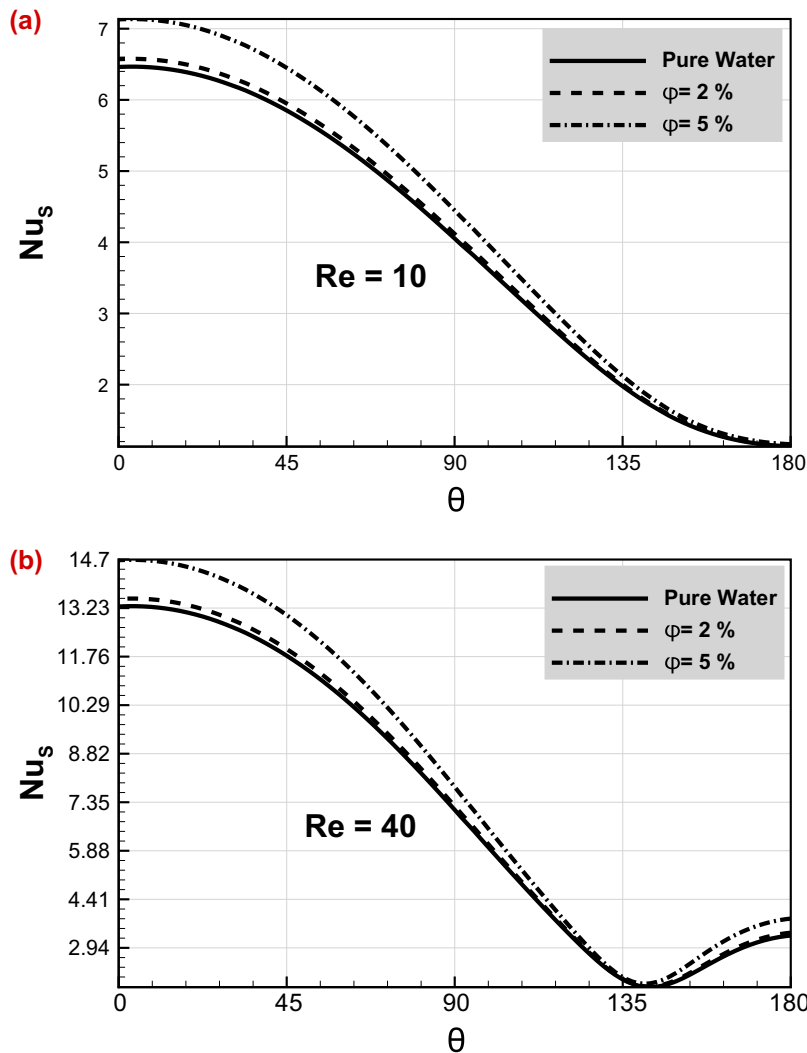 (a)
7
6
5
4
3
2
Nu_s
Pure Water
φ= 2 %
φ= 5 %
Re = 10
0 45 90 135 180
θ
(b)
14.7
13.23
11.76
10.29
8.82
7.35
5.88
4.41
2.94
Nu_s
Pure Water
φ= 2 %
φ= 5 %
Re = 40
0 45 90 135 180
θ